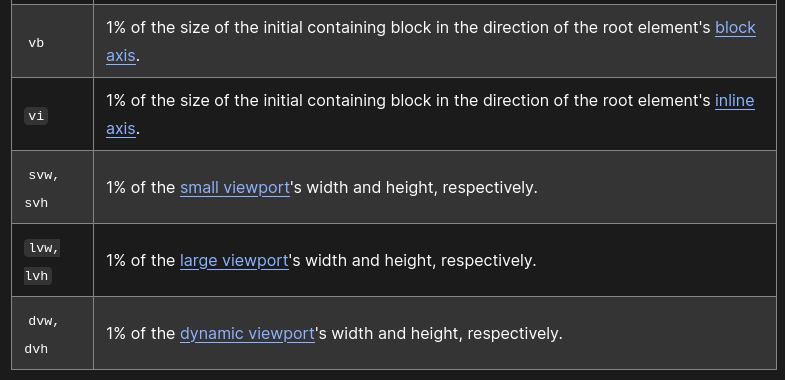 vb
1% of the size of the initial containing block in the direction of the root element's block
axis.
vi
1% of the size of the initial containing block in the direction of the root element's inline
axis.
svw,
svh
1% of the small viewport's width and height, respectively.
lvw,
lvh
1% of the large viewport's width and height, respectively.
dvw,
dvh
1% of the dynamic viewport's width and height, respectively.